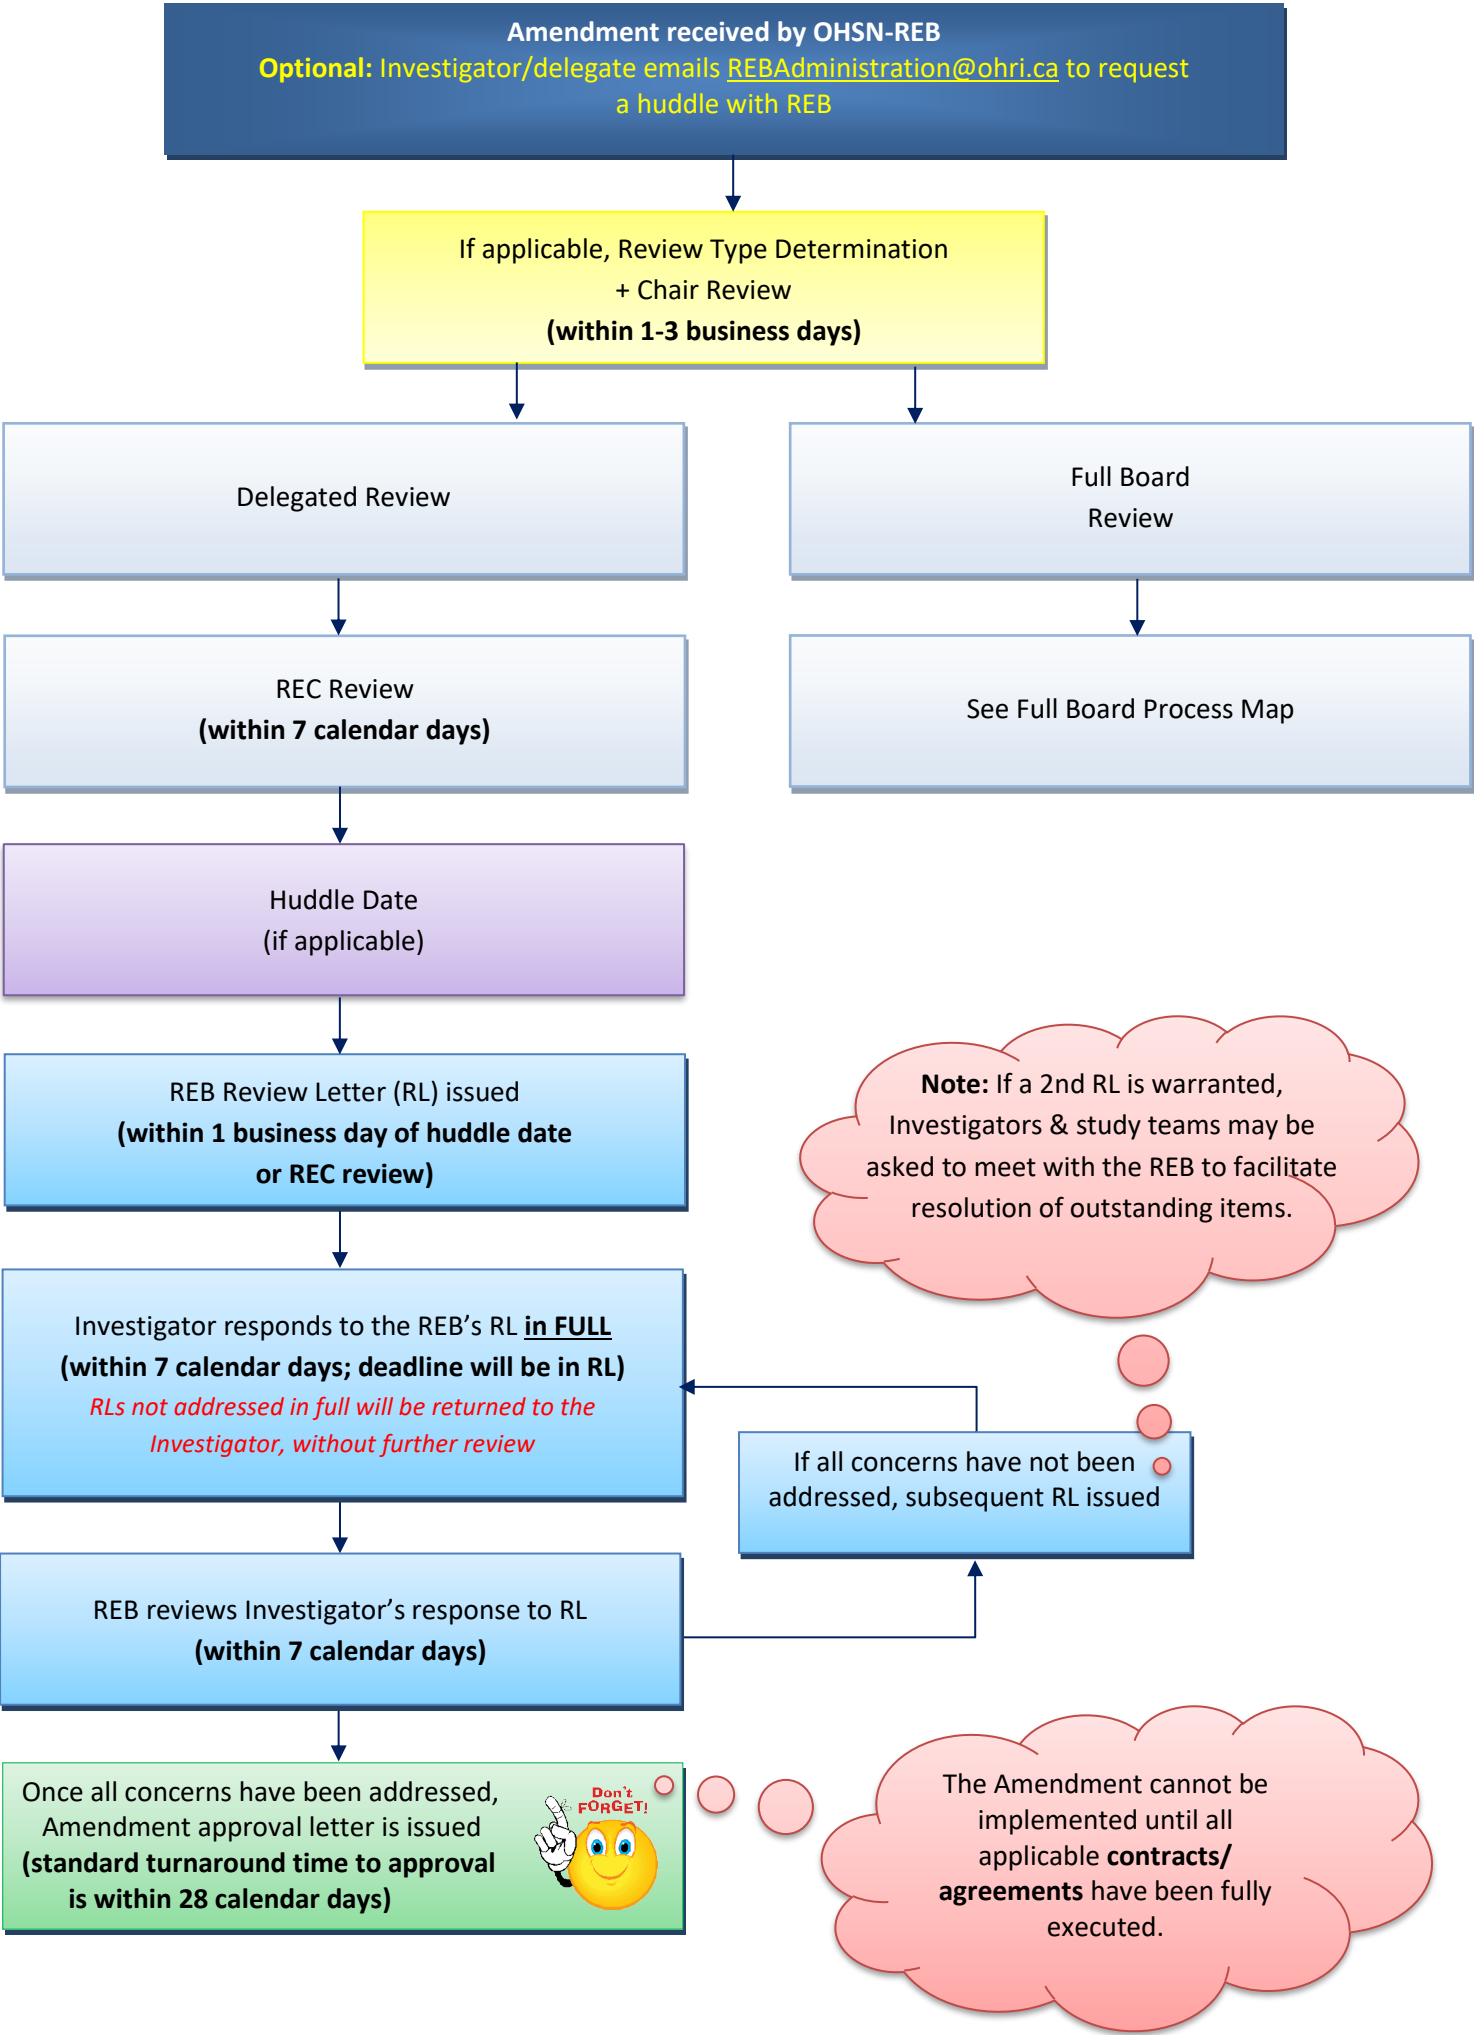 Amendment received by OHSN-REB
Optional: Investigator/delegate emails REBAdministration@ohri.ca to request
a huddle with REB
If applicable, Review Type Determination
+ Chair Review
(within 1-3 business days)
Delegated Review
Full Board
Review
REC Review
(within 7 calendar days)
See Full Board Process Map
Huddle Date
(if applicable)
REB Review Letter (RL) issued
(within 1 business day of huddle date
or REC review)
Note: If a 2nd RL is warranted,
Investigators & study teams may be
asked to meet with the REB to facilitate
resolution of outstanding items.
Investigator responds to the REB’s RL in FULL
(within 7 calendar days; deadline will be in RL)
RLs not addressed in full will be returned to the
Investigator, without further review
If all concerns have not been
addressed, subsequent RL issued
REB reviews Investigator’s response to RL
(within 7 calendar days)
Once all concerns have been addressed,
Amendment approval letter is issued
(standard turnaround time to approval
is within 28 calendar days)
Don't
FORGET!
The Amendment cannot be
implemented until all
applicable contracts/
agreements have been fully
executed.